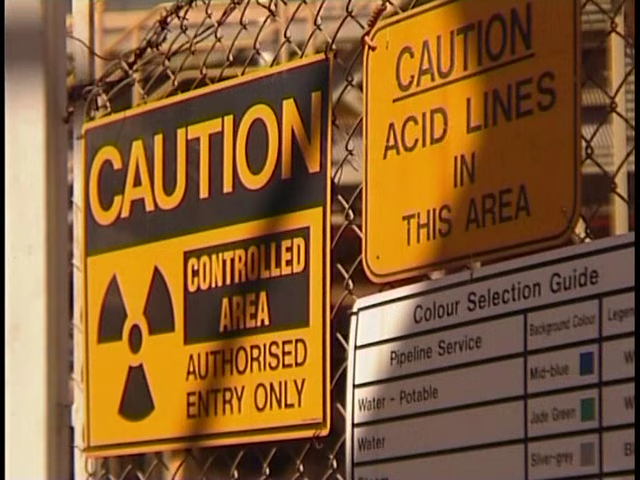 CAUTION
CONTROLLED
AREA
AUTHORISED
ENTRY ONLY
CAUTION
ACID LINES
IN
THIS AREA
Colour Selection Guide
Pipeline Service
Background Colour
Water - Potable
Mid-blue
Water
Jade Green
Silver-grey